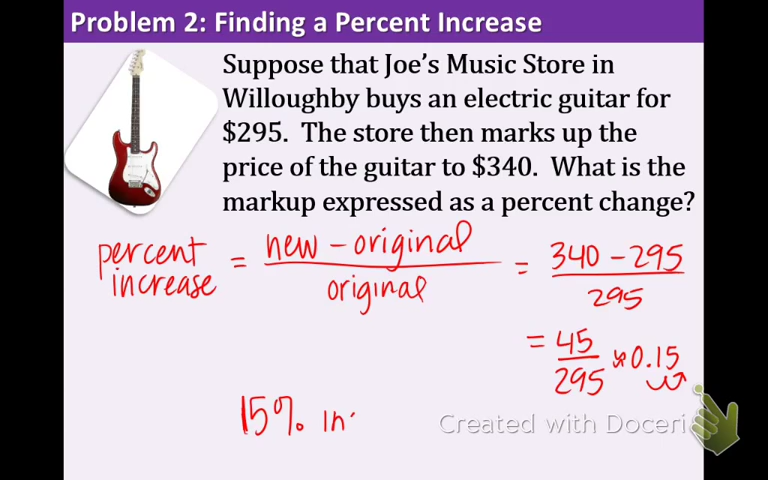 Problem 2: Finding a Percent Increase
Suppose that Joe's Music Store in
Willoughby buys an electric guitar for
$295. The store then marks up the
price of the guitar to $340. What is the
markup expressed as a percent change?
percent increase = new - original / original = 340 - 295 / 295
= 45 / 295 ≈ 0.15
15% in
Created with Doceri